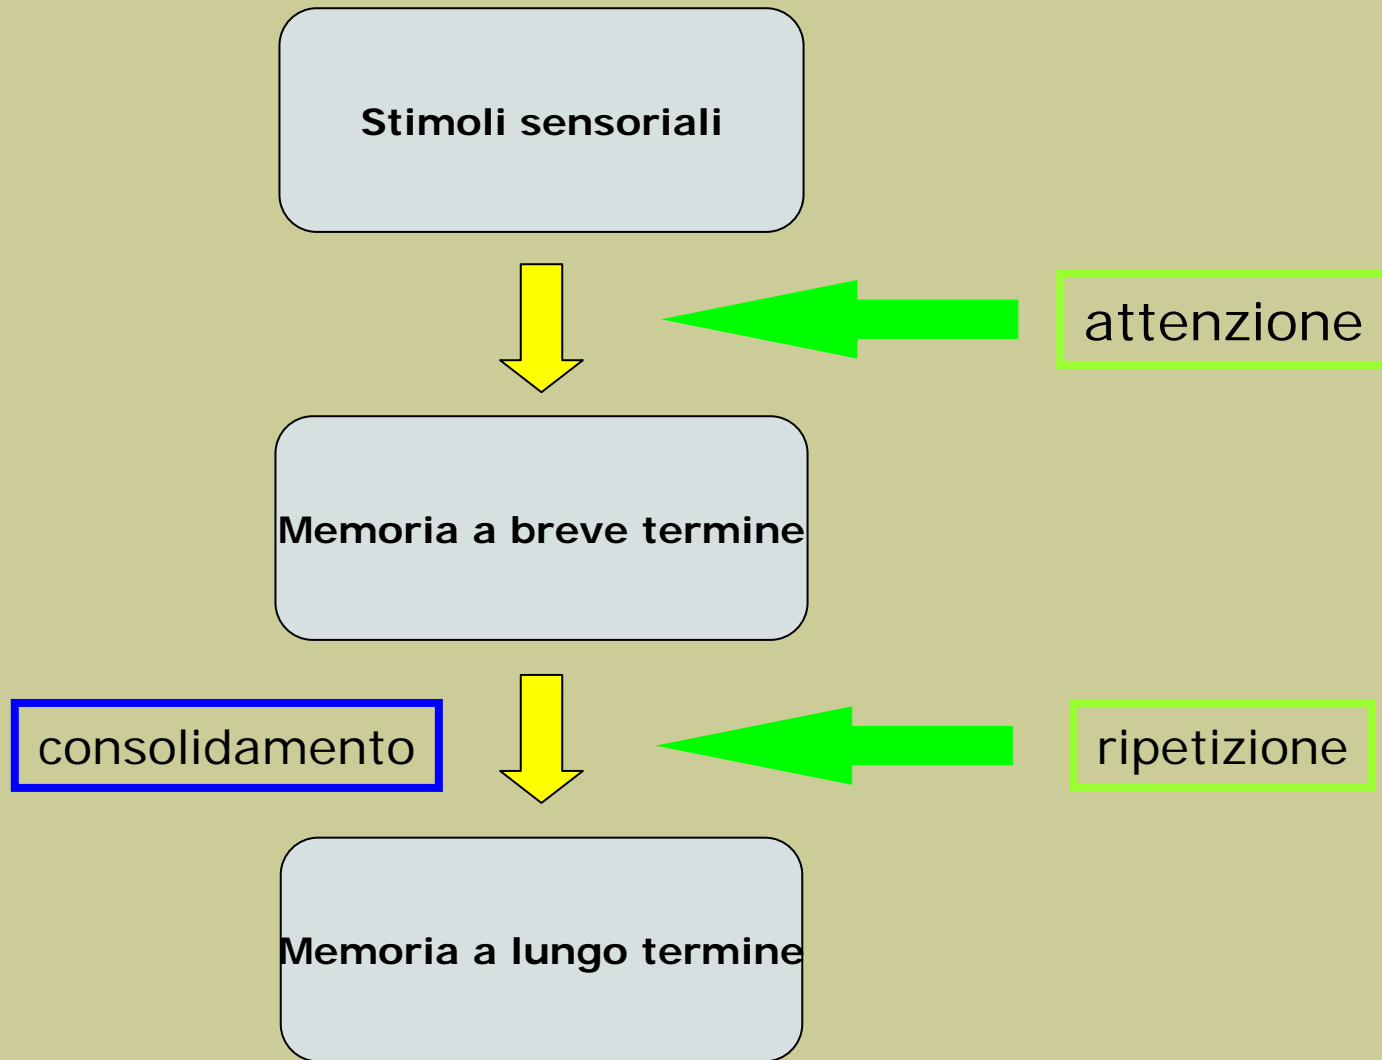 Stimoli sensoriali
attenzione
Memoria a breve termine
consolidamento
ripetizione
Memoria a lungo termine